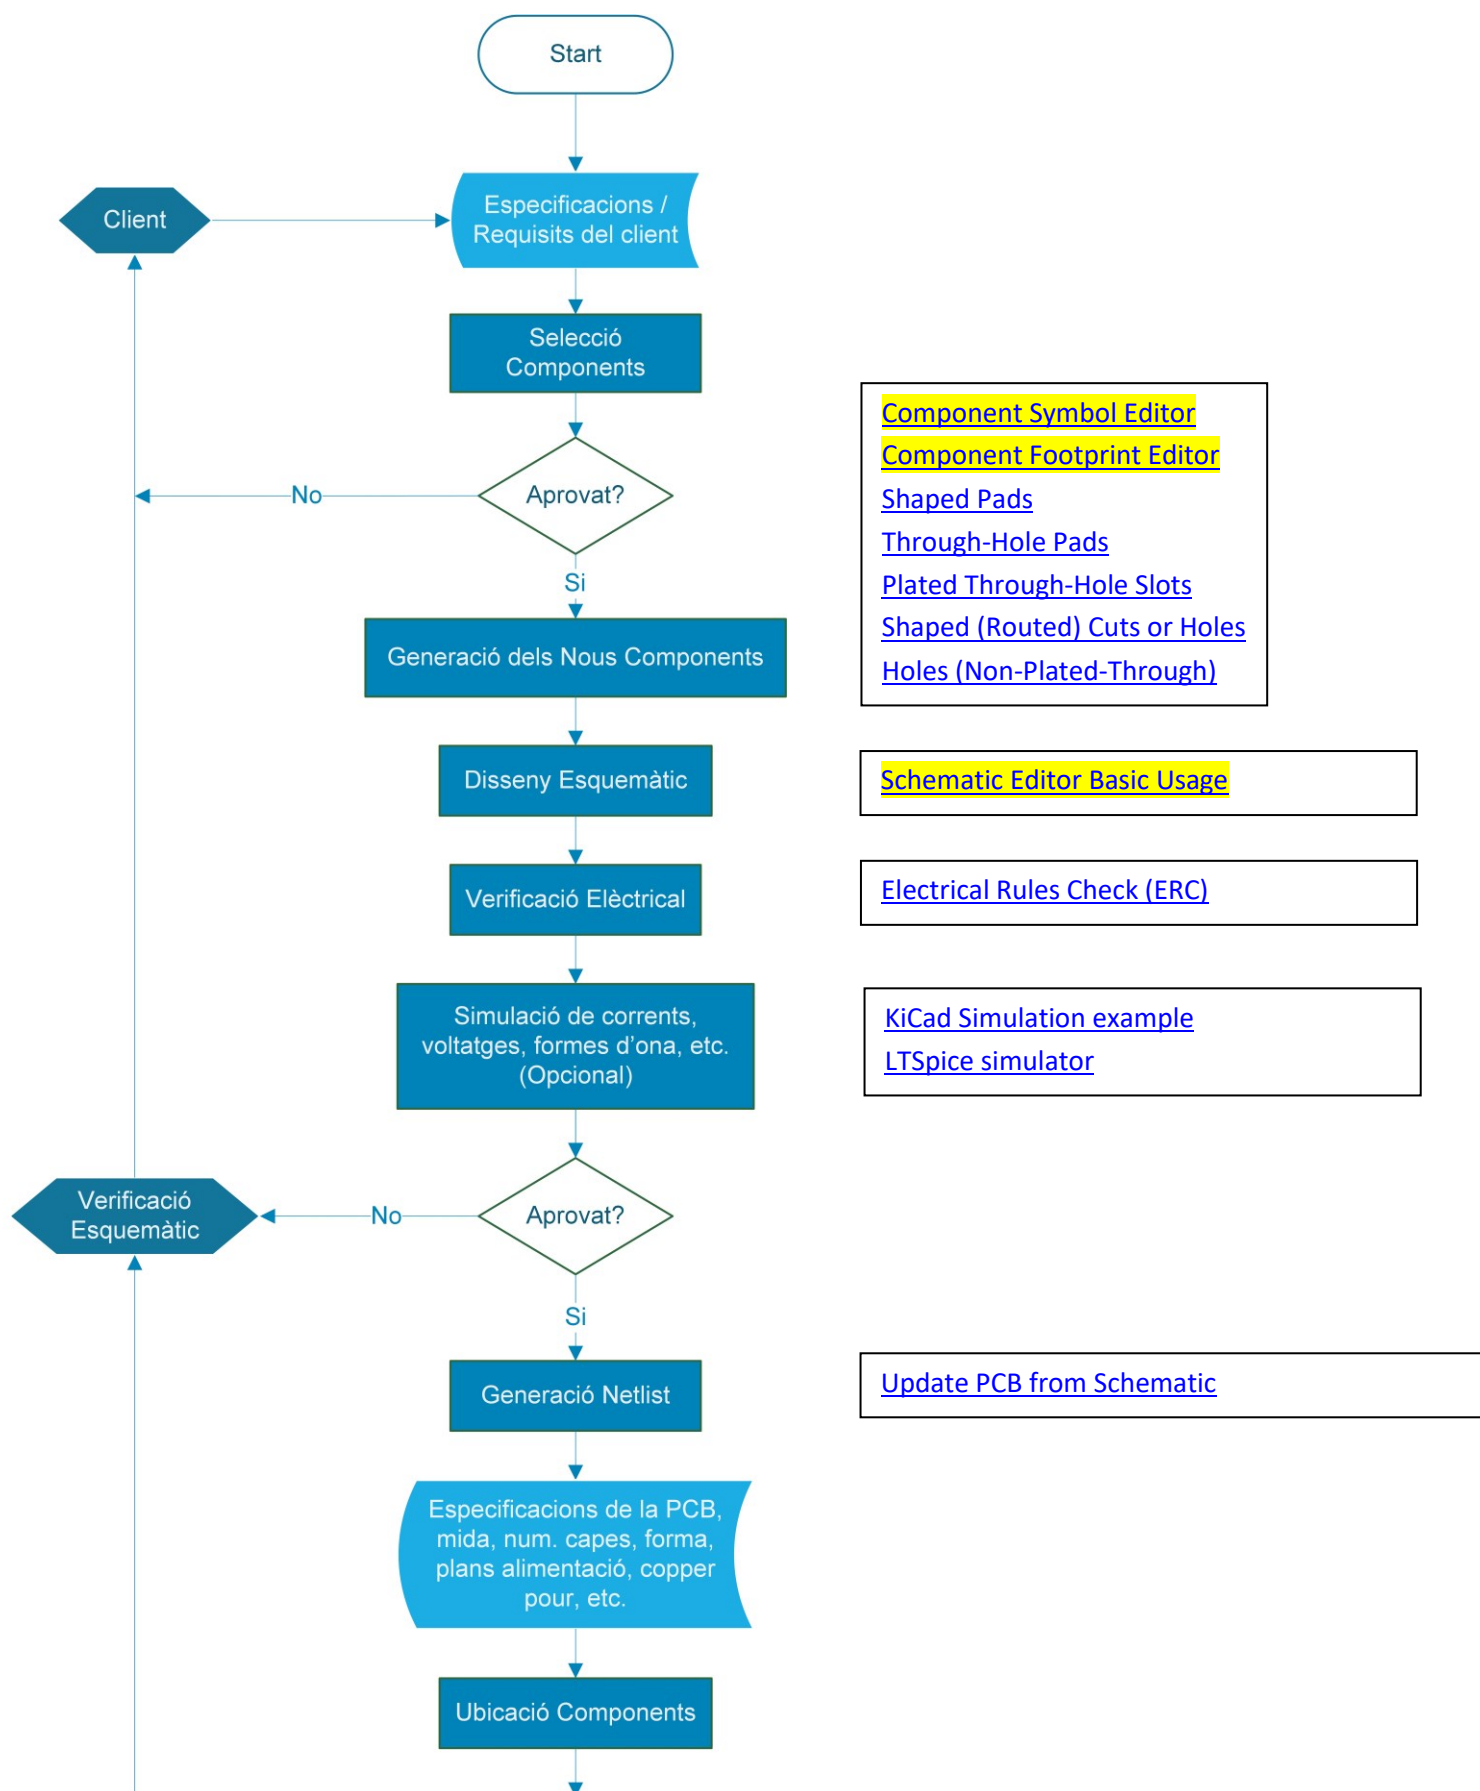 Start
Client
Especificacions /
Requisits del client
Selecció
Components
Component Symbol Editor
Component Footprint Editor
Shaped Pads
Through-Hole Pads
Plated Through-Hole Slots
Shaped (Routed) Cuts or Holes
Holes (Non-Plated-Through)
No
Aprovat?
Si
Generació dels Nous Components
Disseny Esquemàtic
Schematic Editor Basic Usage
Verificació Elèctrical
Electrical Rules Check (ERC)
Simulació de corrents,
voltatges, formes d'ona, etc.
(Opcional)
KiCad Simulation example
LTSpice simulator
Verificació
Esquemàtic
No
Aprovat?
Si
Generació Netlist
Update PCB from Schematic
Especificacions de la PCB,
mida, num. capes, forma,
plans alimentació, copper
pour, etc.
Ubicació Components